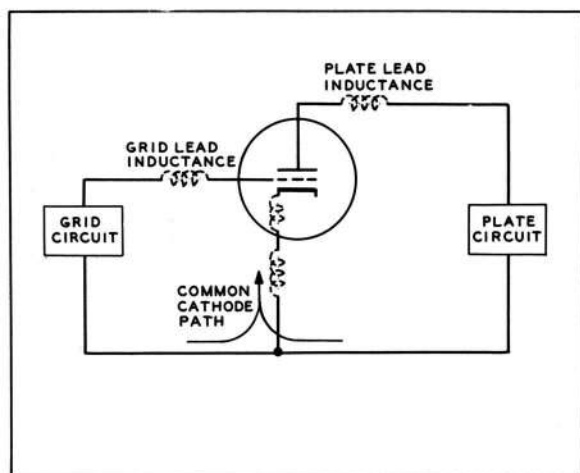 PLATE LEAD
INDUCTANCE
GRID LEAD
INDUCTANCE
GRID
CIRCUIT
PLATE
CIRCUIT
COMMON
CATHODE
PATH